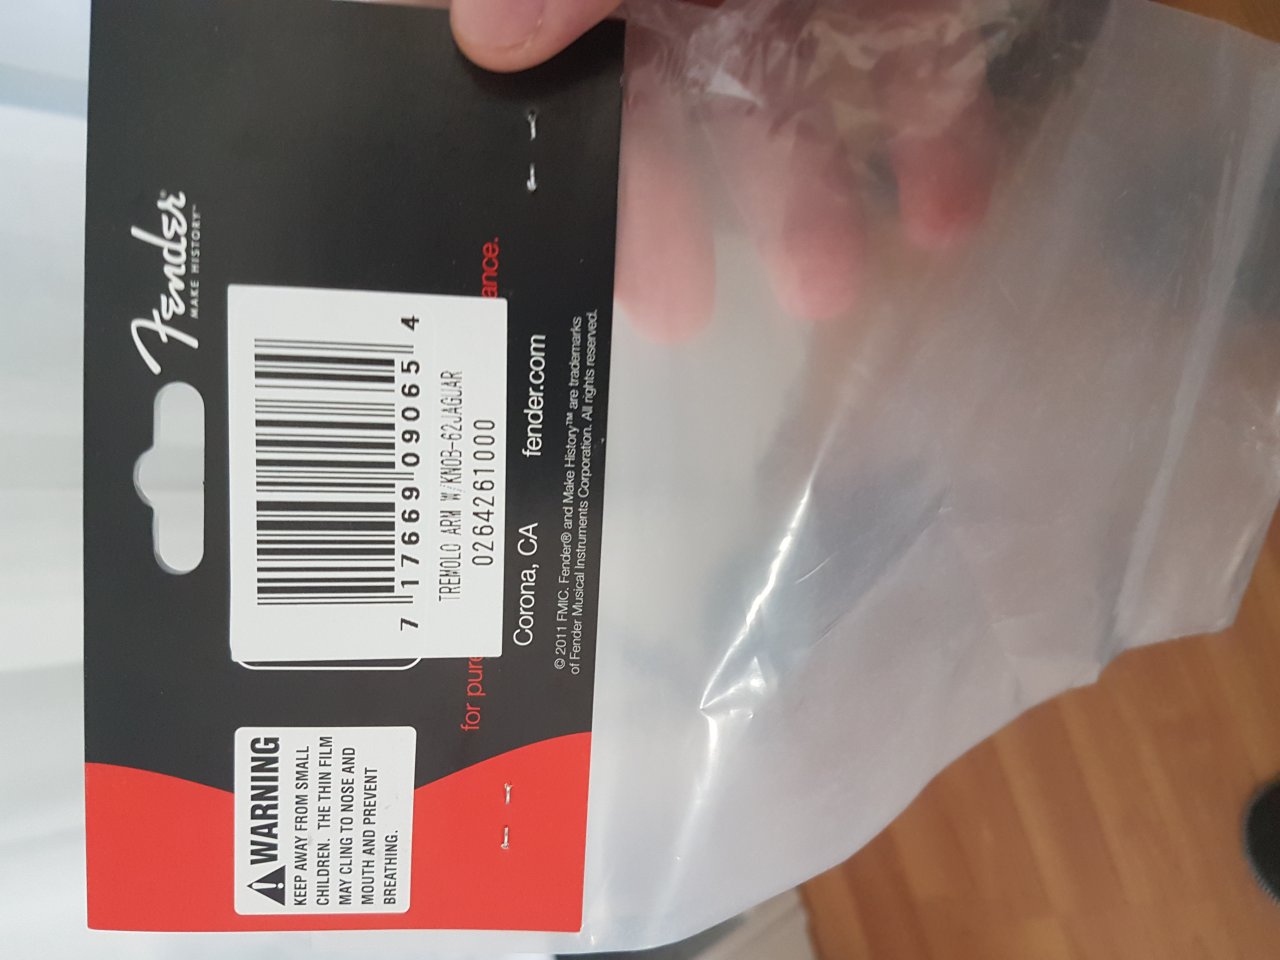 Fender®
MAKE HISTORY™
7 17669 09065 4
TREMOLO ARM W/KNOB-62JAGUAR
0264261000
for pure ance.
Corona, CA fender.com
© 2011 FMIC. Fender® and Make History™ are trademarks
of Fender Musical Instruments Corporation. All rights reserved.
WARNING
KEEP AWAY FROM SMALL
CHILDREN. THE THIN FILM
MAY CLING TO NOSE AND
MOUTH AND PREVENT
BREATHING.